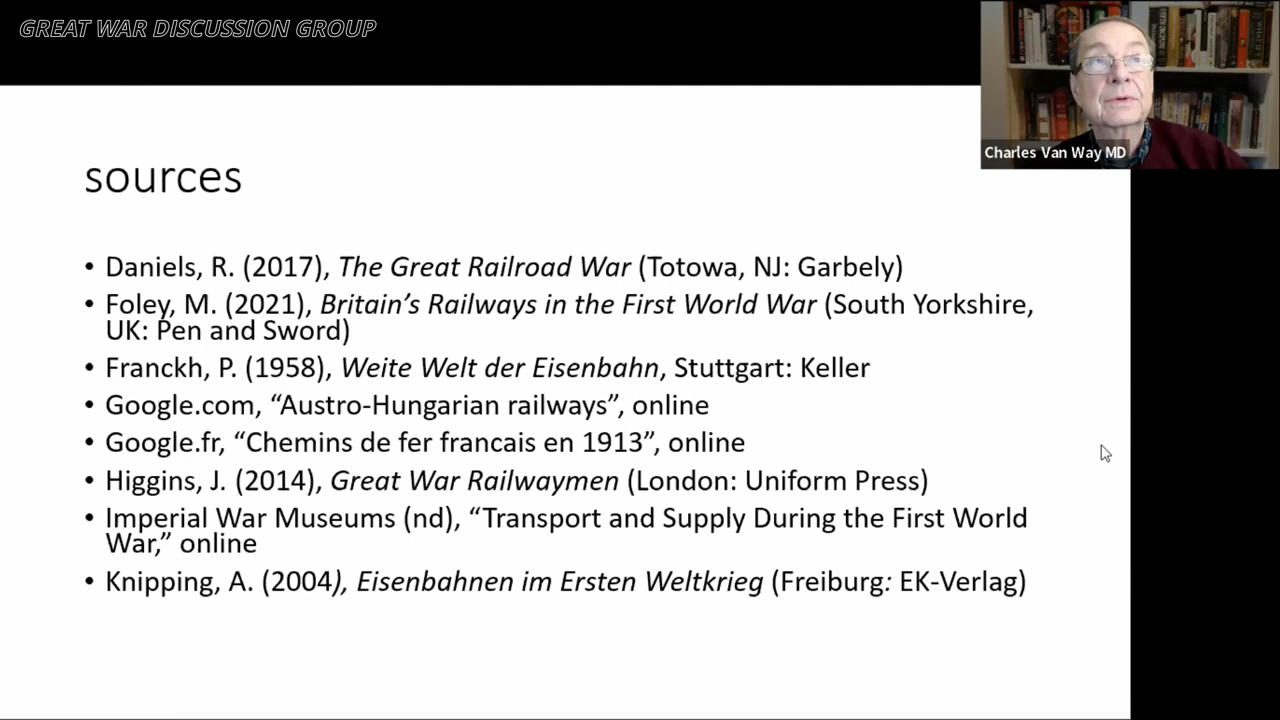 GREAT WAR DISCUSSION GROUP
Charles Van Way MD
sources
• Daniels, R. (2017), The Great Railroad War (Totowa, NJ: Garbely)
• Foley, M. (2021), Britain’s Railways in the First World War (South Yorkshire,
UK: Pen and Sword)
• Franckh, P. (1958), Weite Welt der Eisenbahn, Stuttgart: Keller
• Google.com, “Austro-Hungarian railways”, online
• Google.fr, “Chemins de fer francais en 1913”, online
• Higgins, J. (2014), Great War Railwaymen (London: Uniform Press)
• Imperial War Museums (nd), “Transport and Supply During the First World
War,” online
• Knipping, A. (2004), Eisenbahnen im Ersten Weltkrieg (Freiburg: EK-Verlag)